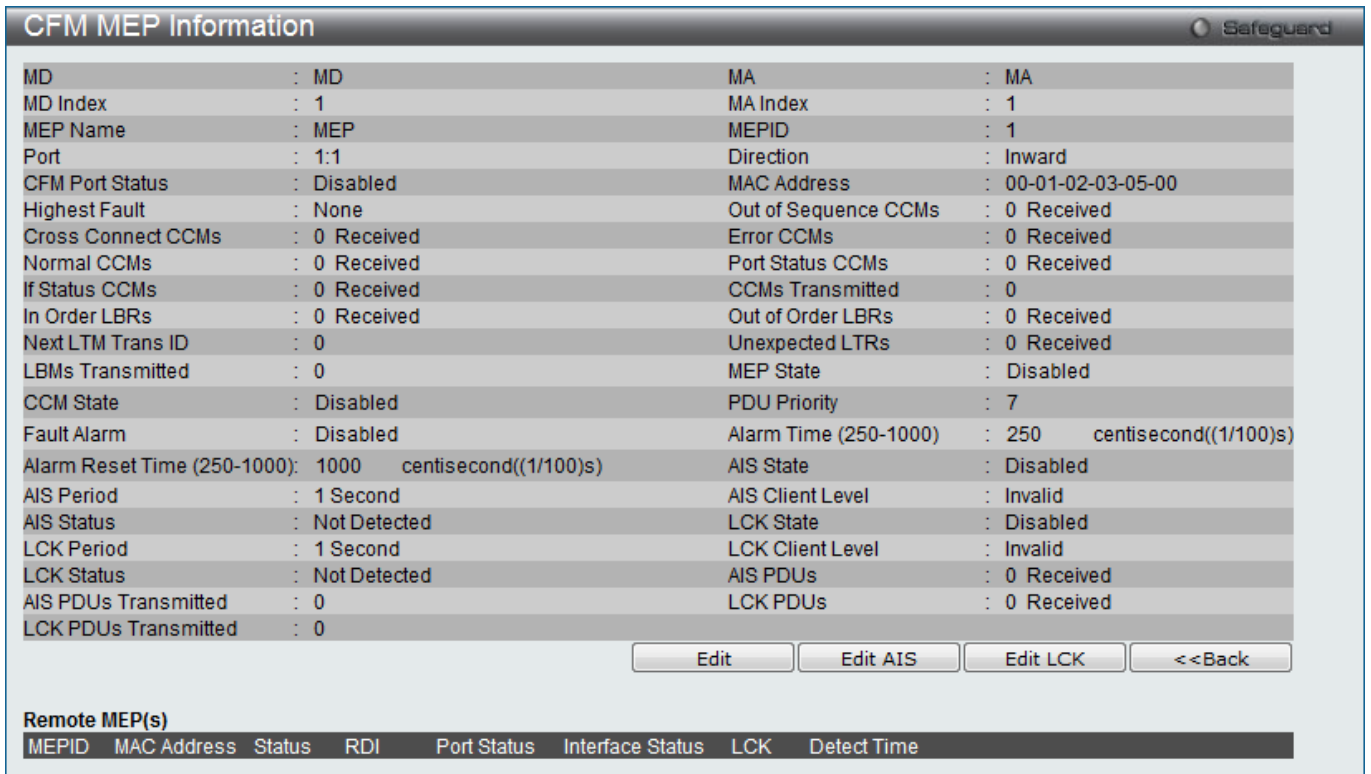 CFM MEP Information Safeguard
MD : MD MA : MA
MD Index : 1 MA Index : 1
MEP Name : MEP MEPID : 1
Port : 1:1 Direction : Inward
CFM Port Status : Disabled MAC Address : 00-01-02-03-05-00
Highest Fault : None Out of Sequence CCMs : 0 Received
Cross Connect CCMs : 0 Received Error CCMs : 0 Received
Normal CCMs : 0 Received Port Status CCMs : 0 Received
If Status CCMs : 0 Received CCMs Transmitted : 0
In Order LBRs : 0 Received Out of Order LBRs : 0 Received
Next LTM Trans ID : 0 Unexpected LTRs : 0 Received
LBMs Transmitted : 0 MEP State : Disabled
CCM State : Disabled PDU Priority : 7
Fault Alarm : Disabled Alarm Time (250-1000) : 250 centisecond((1/100)s)
Alarm Reset Time (250-1000): 1000 centisecond((1/100)s) AIS State : Disabled
AIS Period : 1 Second AIS Client Level : Invalid
AIS Status : Not Detected LCK State : Disabled
LCK Period : 1 Second LCK Client Level : Invalid
LCK Status : Not Detected AIS PDUs : 0 Received
AIS PDUs Transmitted : 0 LCK PDUs : 0 Received
LCK PDUs Transmitted : 0
Edit Edit AIS Edit LCK <<Back
Remote MEP(s)
MEPID MAC Address Status RDI Port Status Interface Status LCK Detect Time